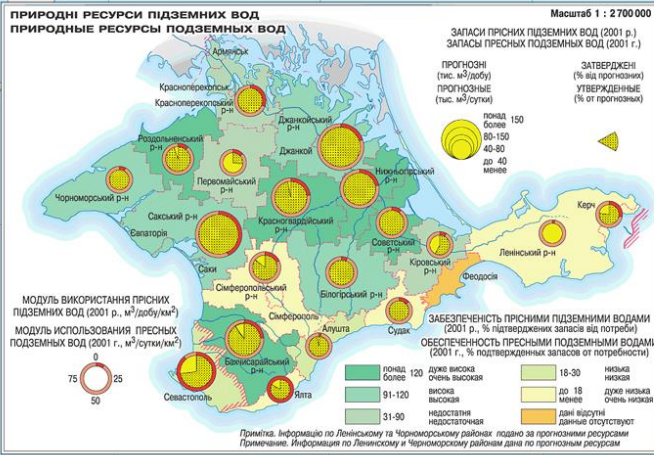 ПРИРОДНІ РЕСУРСИ ПІДЗЕМНИХ ВОД
ПРИРОДНЫЕ РЕСУРСЫ ПОДЗЕМНЫХ ВОД
Масштаб 1 : 2 700 000
ЗАПАСИ ПРІСНИХ ПІДЗЕМНИХ ВОД (2001 р.)
ЗАПАСЫ ПРЕСНЫХ ПОДЗЕМНЫХ ВОД (2001 г.)
ПРОГНОЗНІ
(тис. м3/добу)
ПРОГНОЗНЫЕ
(тыс. м3/сутки)
ЗАТВЕРДЖЕНІ
(% від прогнозних)
УТВЕРЖДЕННЫЕ
(% от прогнозных)
понад
более 150
80-150
40-80
до 40
менее
Армянськ
Красноперекопськ
Красноперекопський
р-н
Джанкойський
р-н
Джанкой
Роздольненський
р-н
Нижньогірський
р-н
Первомайський
р-н
Чорноморський р-н
Сакський р-н
Красногвардійський
р-н
Євпаторія
Совєтський
р-н
Керч
Ленінський р-н
Кіровський
р-н
Саки
Сімферопольський
р-н
Білогірський
р-н
Феодосія
Сімферополь
Судак
Алушта
Бахчисарайський
р-н
Севастополь
Ялта
МОДУЛЬ ВИКОРИСТАННЯ ПРІСНИХ
ПІДЗЕМНИХ ВОД (2001 р., м3/добу/км2)
МОДУЛЬ ИСПОЛЬЗОВАНИЯ ПРЕСНЫХ
ПОДЗЕМНЫХ ВОД (2001 г., м3/сутки/км2)
0
75 25
50
ЗАБЕЗПЕЧЕНІСТЬ ПРІСНИМИ ПІДЗЕМНИМИ ВОДАМИ
(2001 р., % підтверджених запасів від потреби)
ОБЕСПЕЧЕННОСТЬ ПРЕСНЫМИ ПОДЗЕМНЫМИ ВОДАМИ
(2001 г., % подтвержденных запасов от потребности)
понад
более 120
дуже висока
очень высокая
91-120
висока
высокая
31-90
недостатня
недостаточная
18-30
низька
низкая
до 18
менее
дуже низька
очень низкая
дані відсутні
данные отсутствуют
Примітка. Інформацію по Ленінському та Чорноморському районах подано за прогнозними ресурсами
Примечание. Информация по Ленинскому и Черноморскому районам дана по прогнозным ресурсам